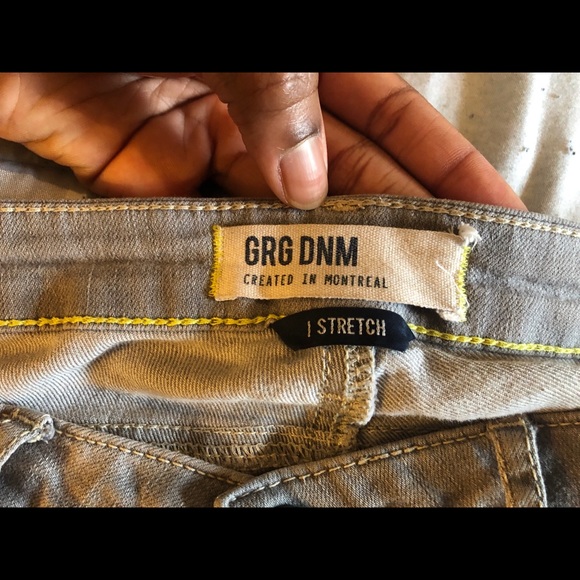 GRG DNM
CREATED IN MONTREAL
I STRETCH